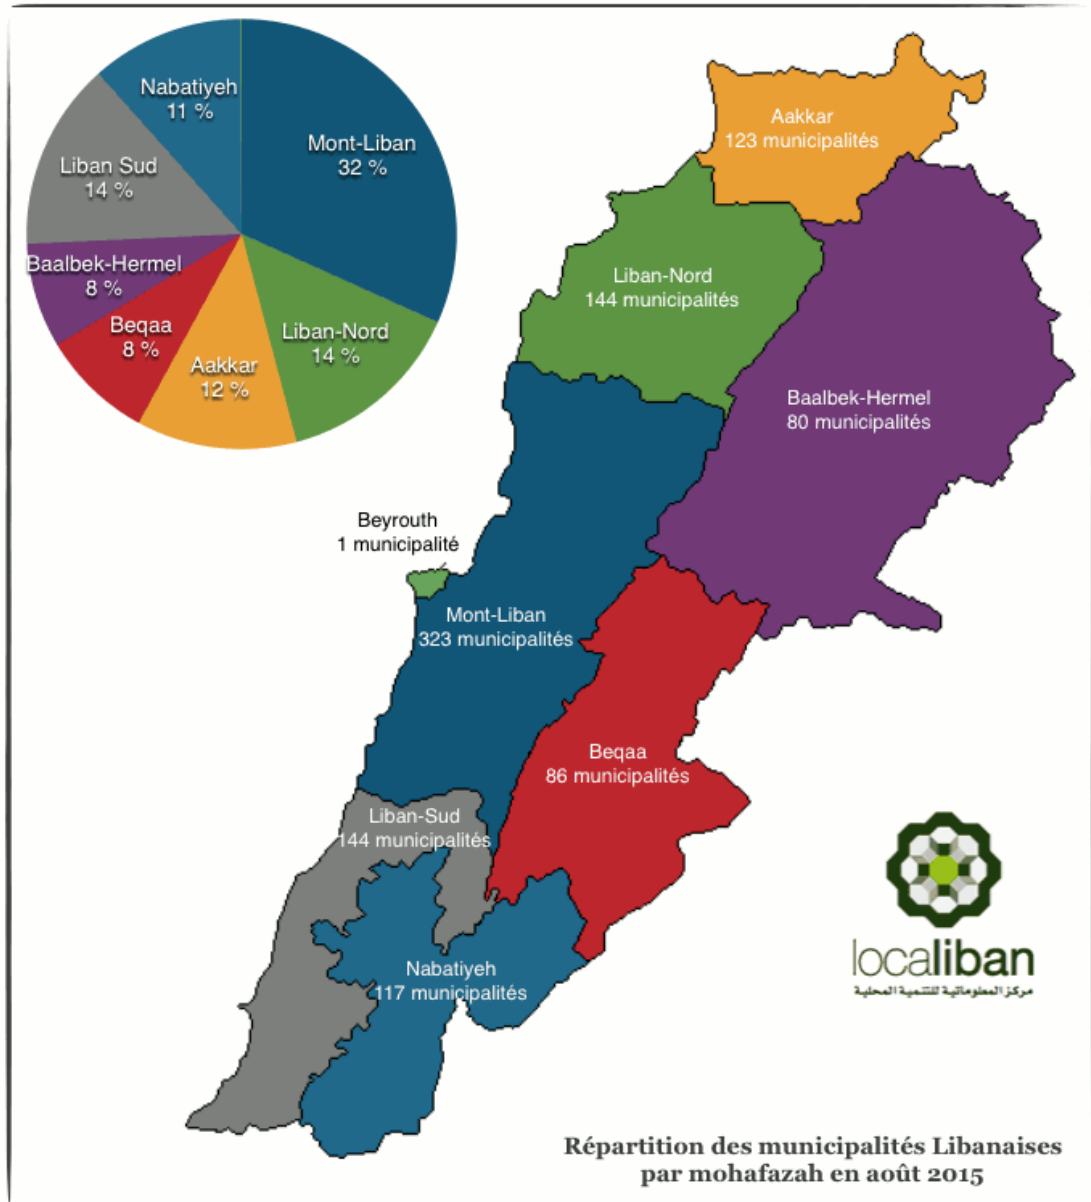 Nabatiyeh
11 %
Mont-Liban
32 %
Liban Sud
14 %
Baalbek-Hermel
8 %
Beqaa
8 %
Aakkar
12 %
Liban-Nord
14 %
Aakkar
123 municipalités
Liban-Nord
144 municipalités
Baalbek-Hermel
80 municipalités
Beyrouth
1 municipalité
Mont-Liban
323 municipalités
Beqaa
86 municipalités
Liban-Sud
144 municipalités
Nabatiyeh
117 municipalités
localiban
مركز المعلوماتية للتنمية المحلية
Répartition des municipalités Libanaises
par mohafazah en août 2015